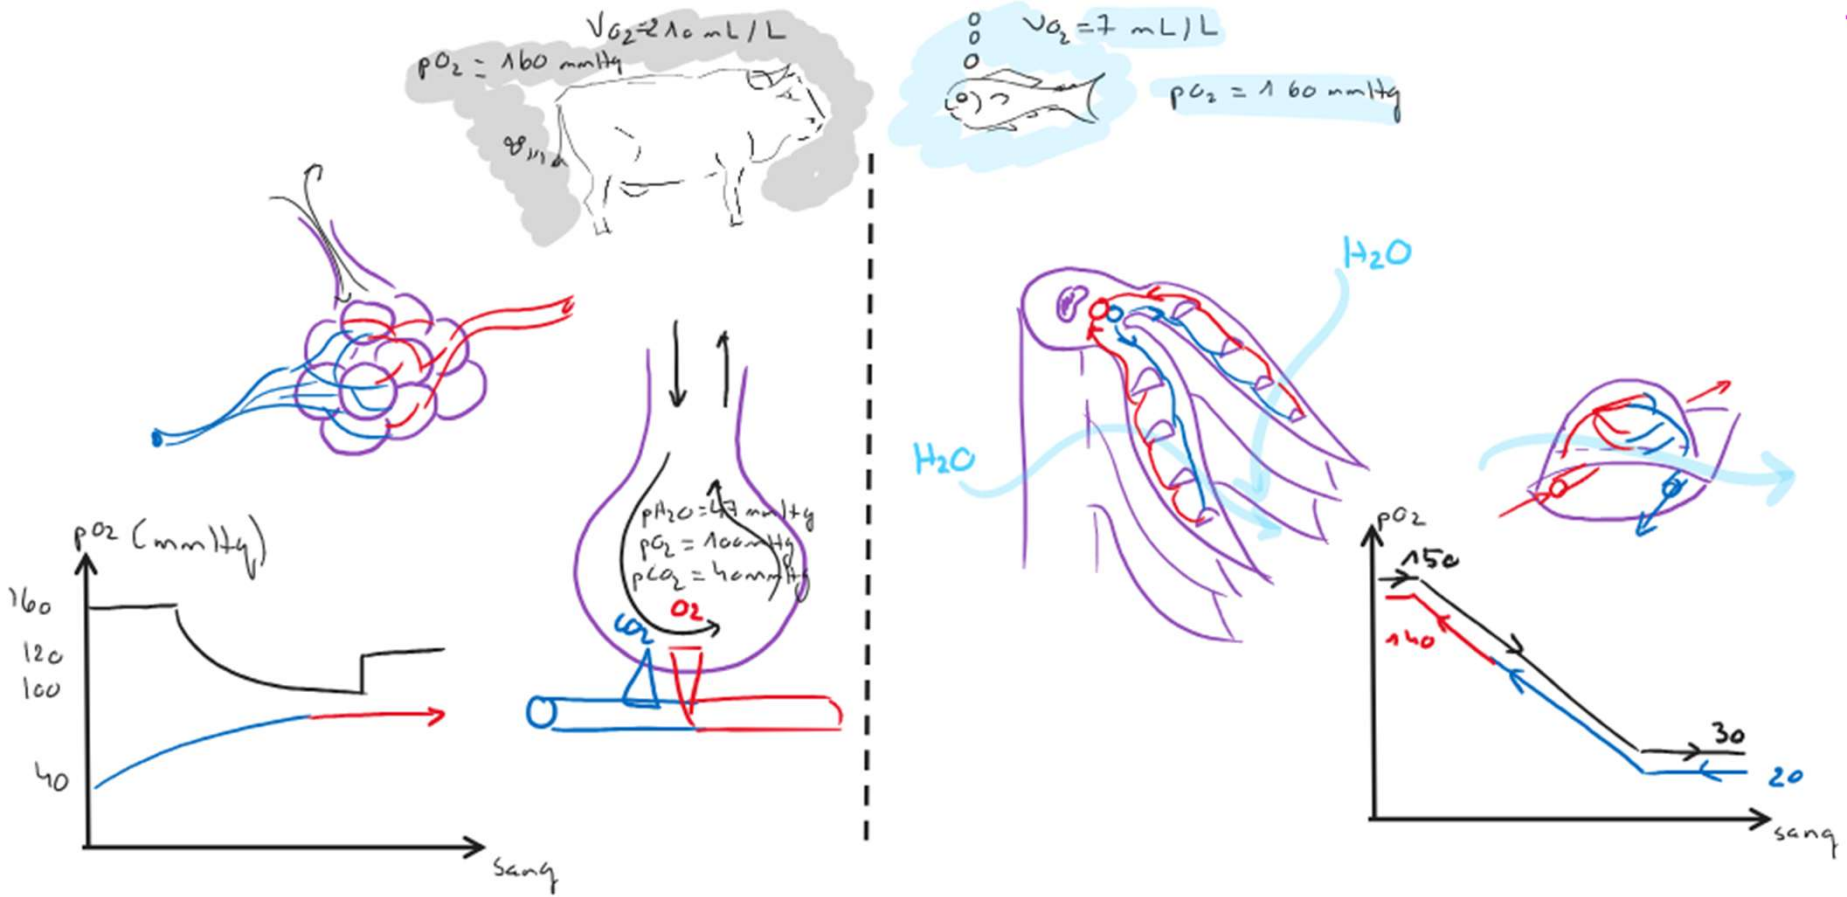 VO₂=210 mL/L
pO₂ = 160 mmHg
VO₂ = 7 mL/L
pO₂ = 160 mmHg
H₂O
H₂O
pH₂O = 47 mmHg
pO₂ = 100 mmHg
pCO₂ = 40 mmHg
CO₂
O₂
pO₂ (mmHg)
160
120
100
40
sang
pO₂
150
140
30
20
sang